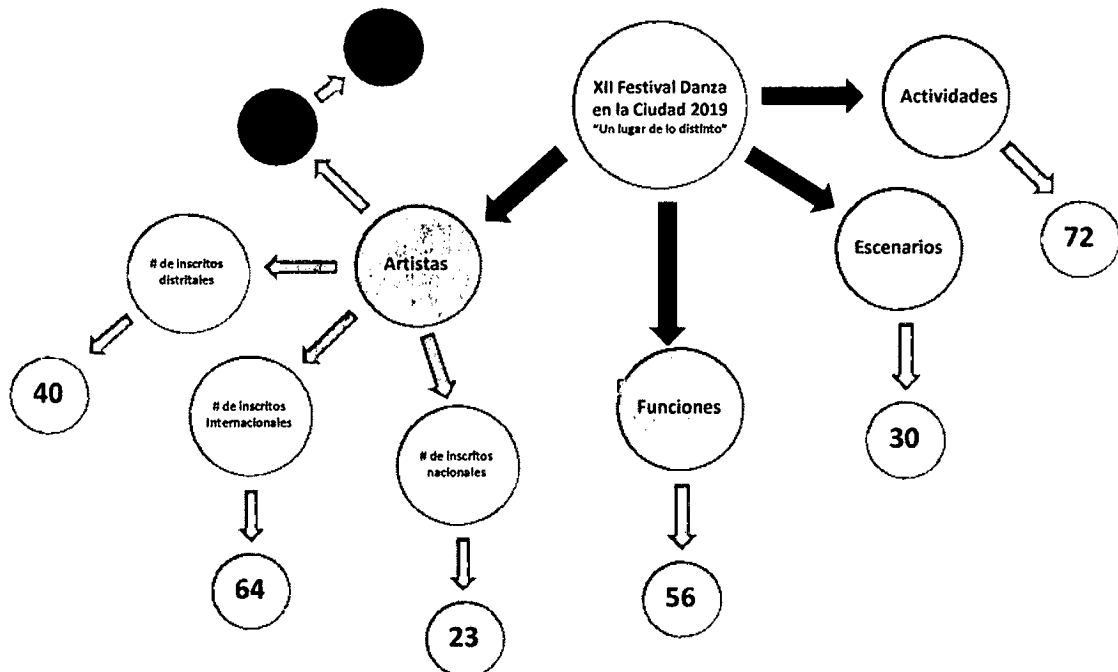 XII Festival Danza
en la Ciudad 2019
"Un lugar de lo distinto"
Actividades
72
Escenarios
30
Funciones
56
Artistas
# de inscritos
distritales
40
# de inscritos
Internacionales
64
# de inscritos
nacionales
23